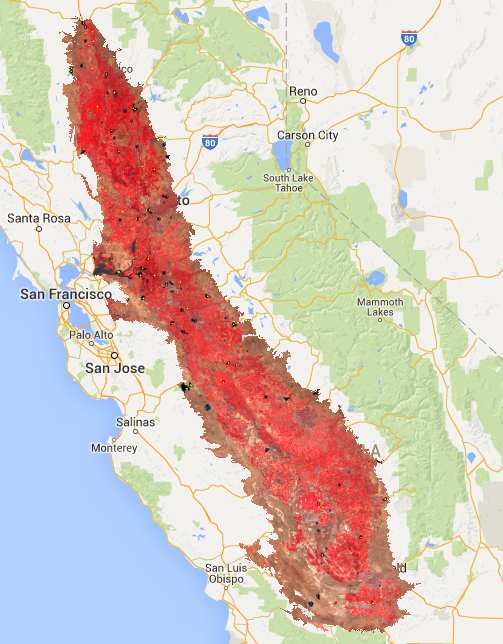 80
Reno
Carson City
80
South Lake
Tahoe
Santa Rosa
San Francisco
Mammoth
Lakes
Palo Alto
San Jose
Salinas
Monterey
San Luis
Obispo